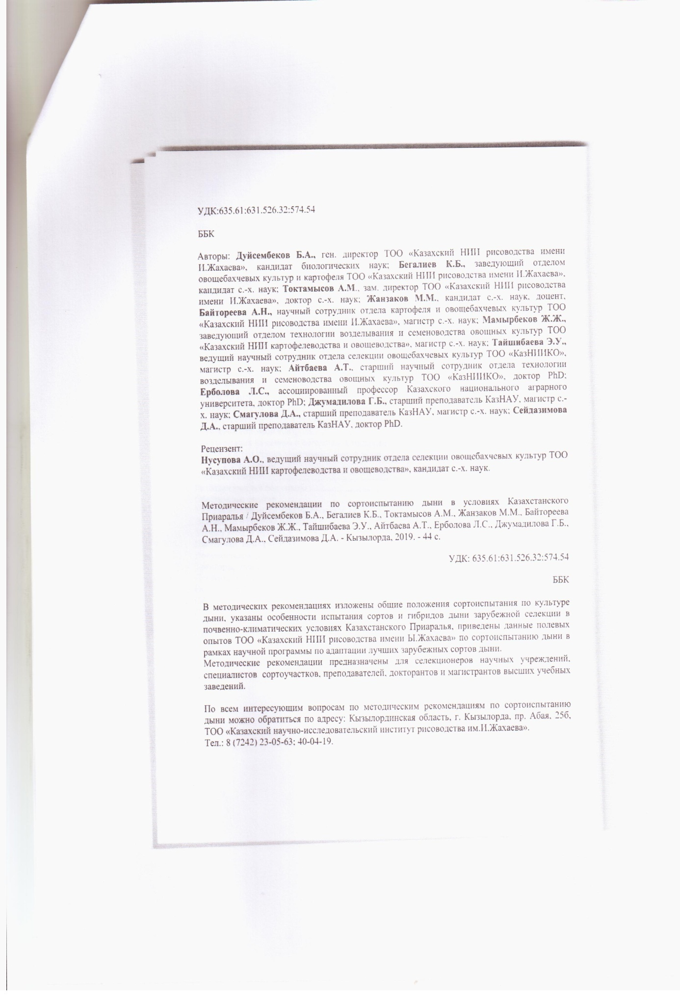 УДК:635.61:631.526.32:574.54
ББК
Авторы: Дуйсембеков Б.А., ген. директор ТОО «Казахский НИИ рисоводства имени
И.Жахаева», кандидат биологических наук; Бегалиев К.Б., заведующий отделом
овощебахчевых культур и картофеля ТОО «Казахский НИИ рисоводства имени И.Жахаева»,
кандидат с.-х. наук; Токтамысов А.М., зам. директор ТОО «Казахский НИИ рисоводства
имени И.Жахаева», доктор с.-х. наук; Жанзаков М.М., кандидат с.-х. наук, доцент,
Байтореева А.Н., научный сотрудник отдела картофеля и овощебахчевых культур ТОО
«Казахский НИИ рисоводства имени И.Жахаева», магистр с.-х. наук; Мамырбеков Ж.Ж.,
заведующий отделом технологии возделывания и семеноводства овощных культур ТОО
«Казахский НИИ картофелеводства и овощеводства», магистр с.-х. наук; Тайшибаева Э.У.,
ведущий научный сотрудник отдела селекции овощебахчевых культур ТОО «КазНИИКО»,
магистр с.-х. наук; Айтбаева А.Т., старший научный сотрудник отдела технологии
возделывания и семеноводства овощных культур ТОО «КазНИИКО», доктор PhD;
Ерболова Л.С., ассоциированный профессор Казахского национального аграрного
университета, доктор PhD; Джумадилова Г.Б., старший преподаватель КазНАУ, магистр с.-
х. наук; Смагулова Д.А., старший преподаватель КазНАУ, магистр с.-х. наук; Сейдазимова
Д.А., старший преподаватель КазНАУ, доктор PhD.
Рецензент:
Нусупова А.О., ведущий научный сотрудник отдела селекции овощебахчевых культур ТОО
«Казахский НИИ картофелеводства и овощеводства», кандидат с.-х. наук.
Методические рекомендации по сортоиспытанию дыни в условиях Казахстанского
Приаралья / Дуйсембеков Б.А., Бегалиев К.Б., Токтамысов А.М., Жанзаков М.М., Байтореева
А.Н., Мамырбеков Ж.Ж., Тайшибаева Э.У., Айтбаева А.Т., Ерболова Л.С., Джумадилова Г.Б.,
Смагулова Д.А., Сейдазимова Д.А. - Кызылорда, 2019. - 44 с.
УДК: 635.61:631.526.32:574.54
ББК
В методических рекомендациях изложены общие положения сортоиспытания по культуре
дыни, указаны особенности испытания сортов и гибридов дыни зарубежной селекции в
почвенно-климатических условиях Казахстанского Приаралья, приведены данные полевых
опытов ТОО «Казахский НИИ рисоводства имени Ы.Жахаева» по сортоиспытанию дыни в
рамках научной программы по адаптации лучших зарубежных сортов дыни.
Методические рекомендации предназначены для селекционеров научных учреждений,
специалистов сортоучастков, преподавателей, докторантов и магистрантов высших учебных
заведений.
По всем интересующим вопросам по методическим рекомендациям по сортоиспытанию
дыни можно обратиться по адресу: Кызылординская область, г. Кызылорда, пр. Абая, 25б,
ТОО «Казахский научно-исследовательский институт рисоводства им.И.Жахаева».
Тел.: 8 (7242) 23-05-63; 40-04-19.